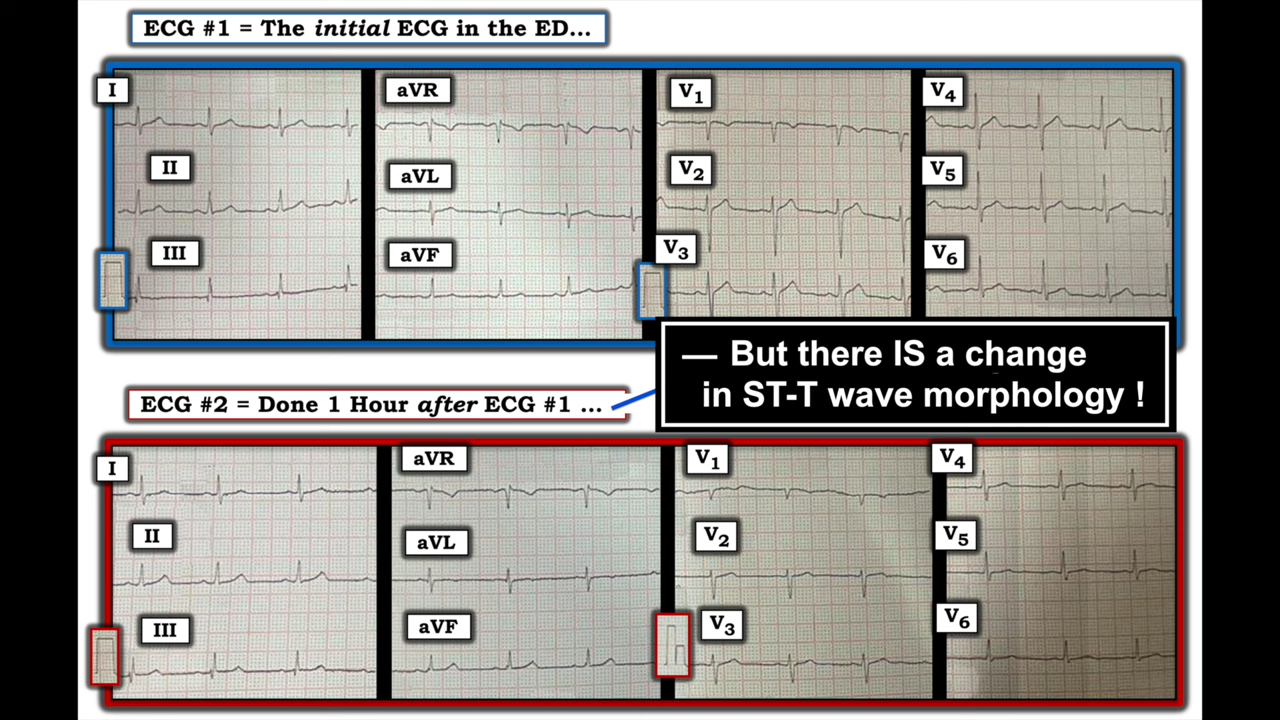 ECG #1 = The initial ECG in the ED...
I
aVR
V1
V4
II
aVL
V2
V5
III
aVF
V3
V6
— But there IS a change
in ST-T wave morphology !
ECG #2 = Done 1 Hour after ECG #1 ...
I
aVR
V1
V4
II
aVL
V2
V5
III
aVF
V3
V6